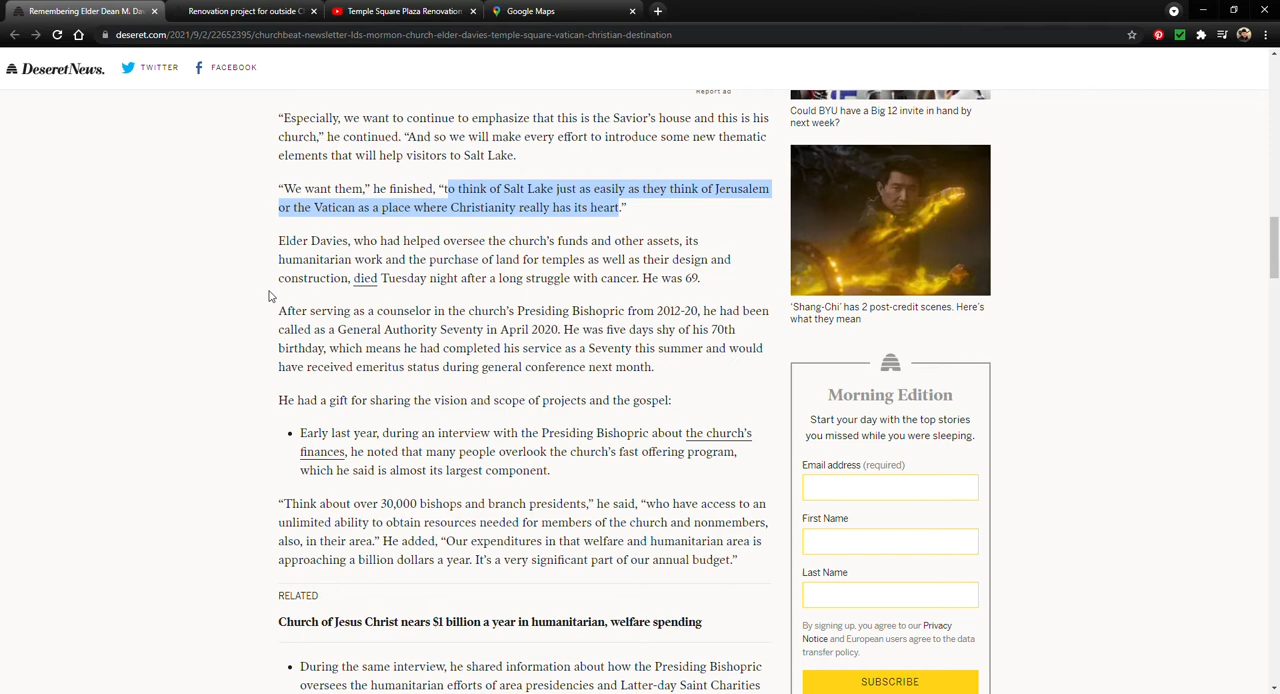 Remembering Elder Dean M. Da
Renovation project for outside C
Temple Square Plaza Renovation
Google Maps
deseret.com/2021/9/2/22652395/churchbeat-newsletter-lds-mormon-church-elder-davies-temple-square-vatican-christian-destination
DESERET NEWS.
TWITTER
FACEBOOK
Report ad
“Especially, we want to continue to emphasize that this is the Savior’s house and this is his
church,” he continued. “And so we will make every effort to introduce some new thematic
elements that will help visitors to Salt Lake.
“We want them,” he finished, “to think of Salt Lake just as easily as they think of Jerusalem
or the Vatican as a place where Christianity really has its heart.”
Elder Davies, who had helped oversee the church’s funds and other assets, its
humanitarian work and the purchase of land for temples as well as their design and
construction, died Tuesday night after a long struggle with cancer. He was 69.
After serving as a counselor in the church’s Presiding Bishopric from 2012-20, he had been
called as a General Authority Seventy in April 2020. He was five days shy of his 70th
birthday, which means he had completed his service as a Seventy this summer and would
have received emeritus status during general conference next month.
He had a gift for sharing the vision and scope of projects and the gospel:
• Early last year, during an interview with the Presiding Bishopric about the church’s
finances, he noted that many people overlook the church’s fast offering program,
which he said is almost its largest component.
“Think about over 30,000 bishops and branch presidents,” he said, “who have access to an
unlimited ability to obtain resources needed for members of the church and nonmembers,
also, in their area.” He added, “Our expenditures in that welfare and humanitarian area is
approaching a billion dollars a year. It’s a very significant part of our annual budget.”
RELATED
Church of Jesus Christ nears $1 billion a year in humanitarian, welfare spending
• During the same interview, he shared information about how the Presiding Bishopric
oversees the humanitarian efforts of area presidencies and Latter-day Saint Charities
Could BYU have a Big 12 invite in hand by
next week?
‘Shang-Chi’ has 2 post-credit scenes. Here’s
what they mean
Morning Edition
Start your day with the top stories
you missed while you were sleeping.
Email address (required)
First Name
Last Name
By signing up, you agree to our Privacy
Notice and European users agree to the data
transfer policy.
SUBSCRIBE